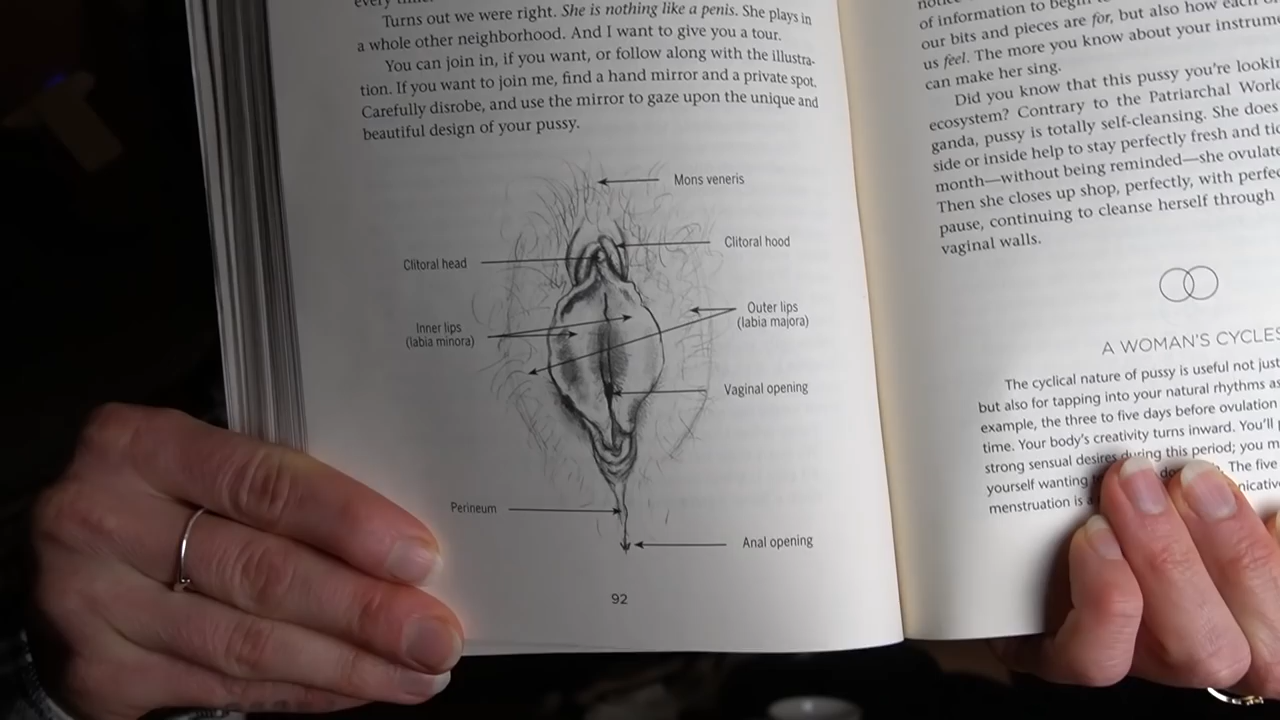 every time.
Turns out we were right. She is nothing like a penis. She plays in
a whole other neighborhood. And I want to give you a tour.
You can join in, if you want, or follow along with the illustra-
tion. If you want to join me, find a hand mirror and a private spot.
Carefully disrobe, and use the mirror to gaze upon the unique and
beautiful design of your pussy.
Mons veneris
Clitoral hood
Clitoral head
Outer lips
(labia majora)
Inner lips
(labia minora)
Vaginal opening
Perineum
Anal opening
92
of information to begin
our bits and pieces are for, but also how each
us feel. The more you know about your instrum
can make her sing.
Did you know that this pussy you're lookin
ecosystem? Contrary to the Patriarchal Worl
ganda, pussy is totally self-cleansing. She does
side or inside help to stay perfectly fresh and tid
month—without being reminded—she ovulate
Then she closes up shop, perfectly, with perfe
pause, continuing to cleanse herself through
vaginal walls.
A WOMAN'S CYCLES
The cyclical nature of pussy is useful not just
but also for tapping into your natural rhythms as
example, the three to five days before ovulation
time. Your body's creativity turns inward. You'll
strong sensual desires during this period; you m
yourself wanting The five
menstruation is